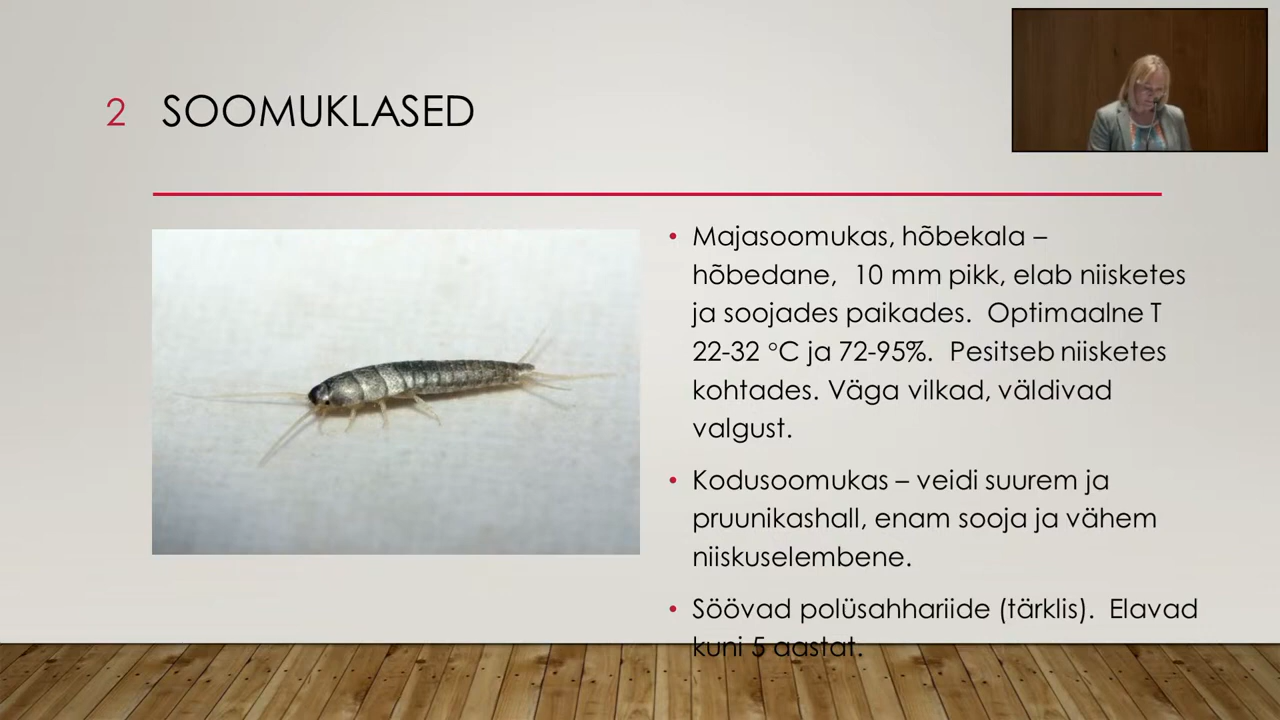 2 SOOMUKLASED
• Majasoomukas, hõbekala –
hõbedane, 10 mm pikk, elab niisketes
ja soojades paikades. Optimaalne T
22-32 °C ja 72-95%. Pesitseb niisketes
kohtades. Väga vilkad, väldivad
valgust.
• Kodusoomukas – veidi suurem ja
pruunikashall, enam sooja ja vähem
niiskuselembene.
• Söövad polüsahhariide (tärklis). Elavad
kuni 5 aastat.